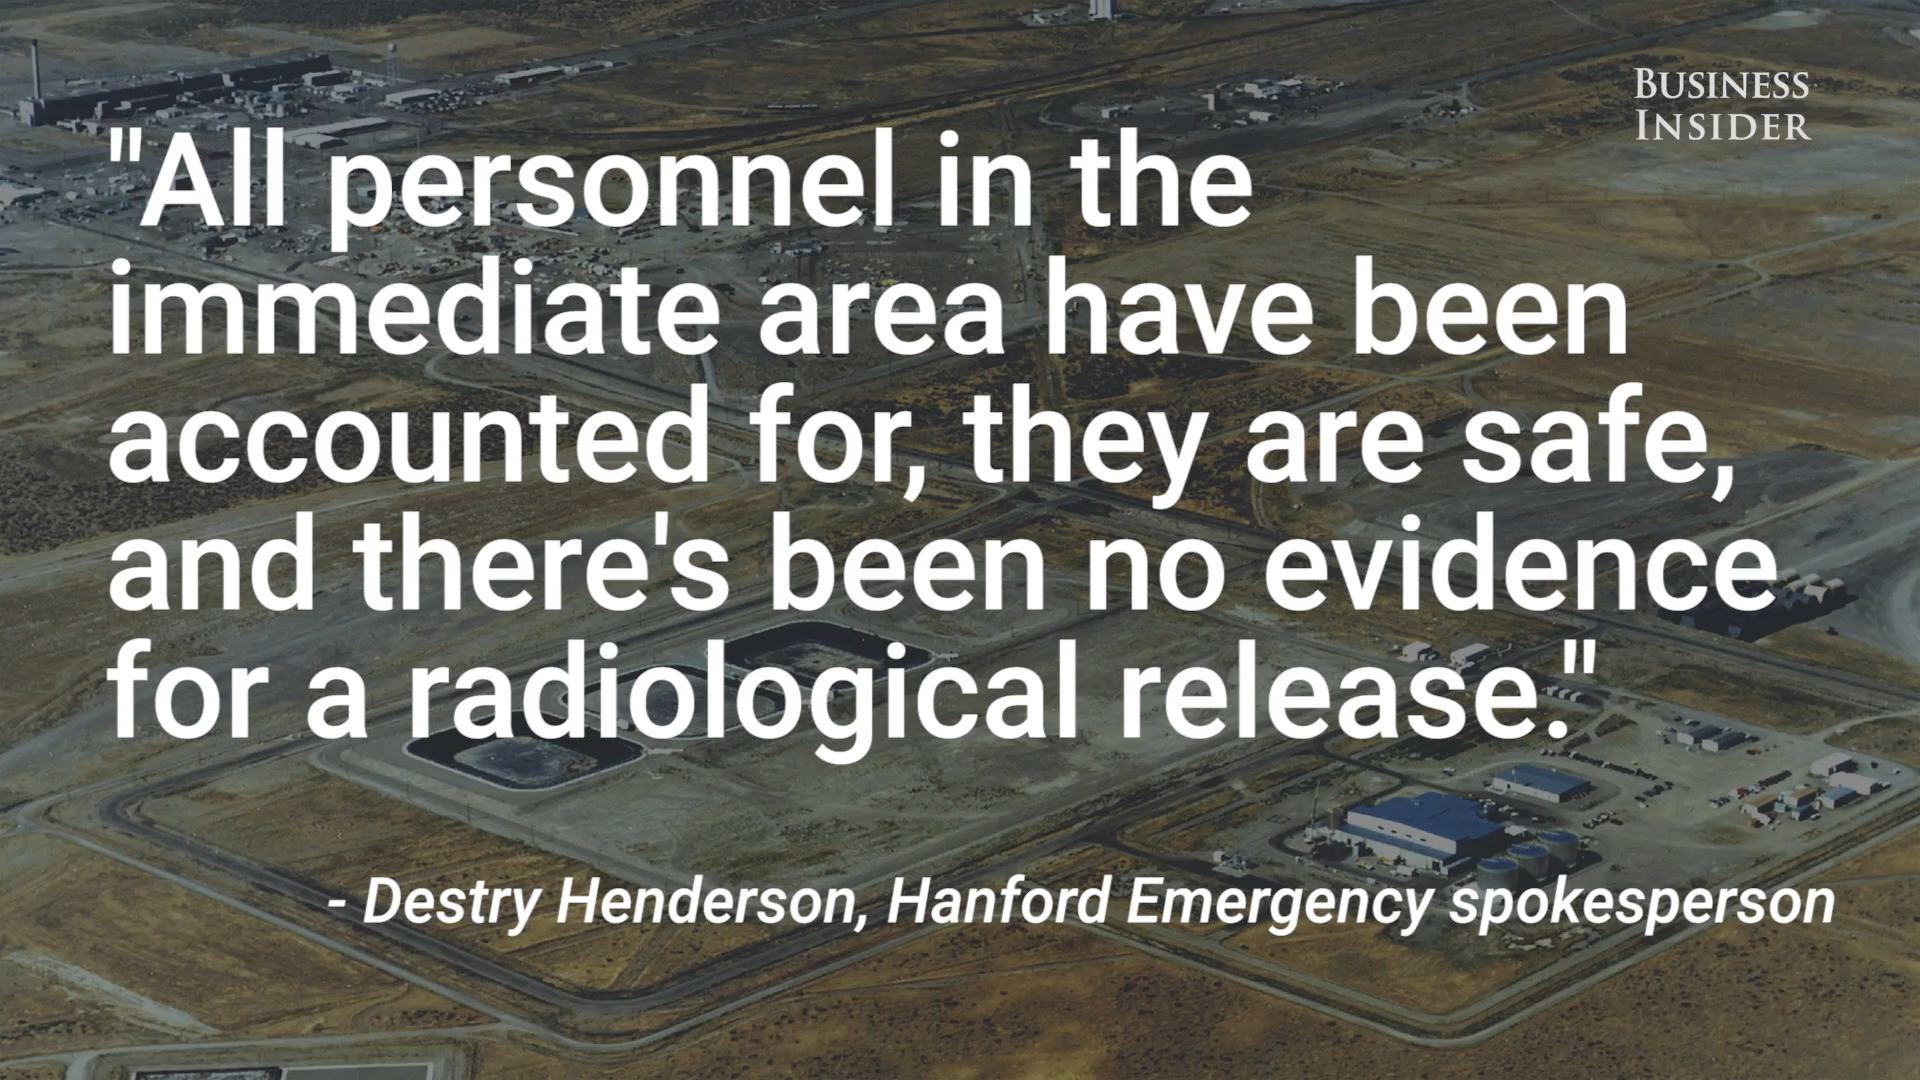 BUSINESS
INSIDER
"All personnel in the
immediate area have been
accounted for, they are safe,
and there's been no evidence
for a radiological release."
- Destry Henderson, Hanford Emergency spokesperson